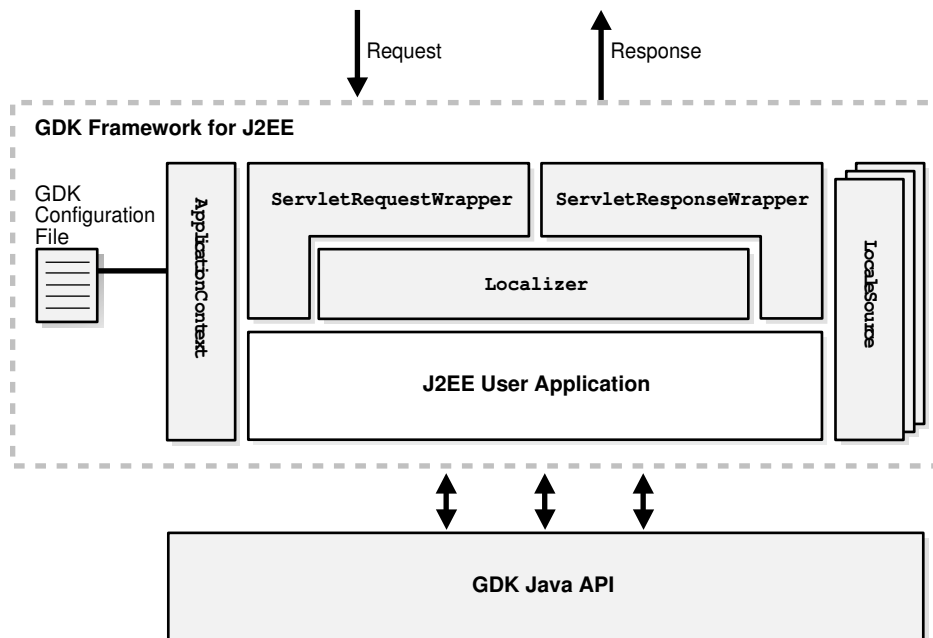 Request
Response
GDK Framework for J2EE
GDK
Configuration
File
ApplicationContext
ServletRequestWrapper
ServletResponseWrapper
Localizer
LocaleSource
J2EE User Application
GDK Java API